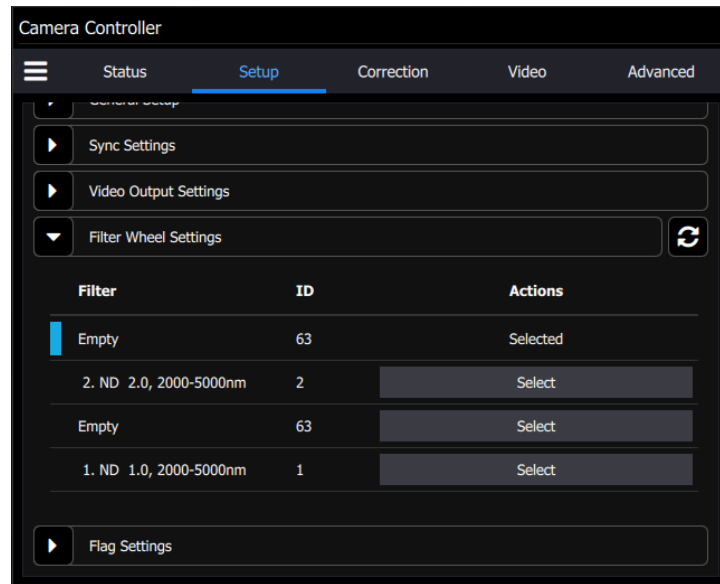 Camera Controller
Status Setup Correction Video Advanced
General Setup
Sync Settings
Video Output Settings
Filter Wheel Settings
Filter ID Actions
Empty 63 Selected
2. ND 2.0, 2000-5000nm 2 Select
Empty 63 Select
1. ND 1.0, 2000-5000nm 1 Select
Flag Settings